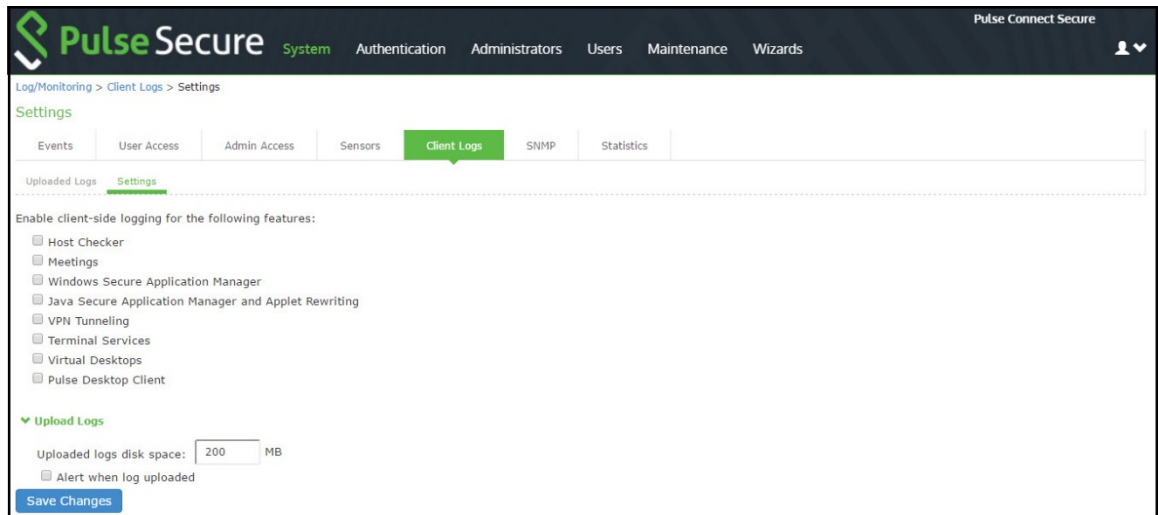 Pulse Connect Secure
Pulse Secure System Authentication Administrators Users Maintenance Wizards
Log/Monitoring > Client Logs > Settings
Settings
Events User Access Admin Access Sensors Client Logs SNMP Statistics
Uploaded Logs Settings
Enable client-side logging for the following features:
Host Checker
Meetings
Windows Secure Application Manager
Java Secure Application Manager and Applet Rewriting
VPN Tunneling
Terminal Services
Virtual Desktops
Pulse Desktop Client
Upload Logs
Uploaded logs disk space: 200 MB
Alert when log uploaded
Save Changes